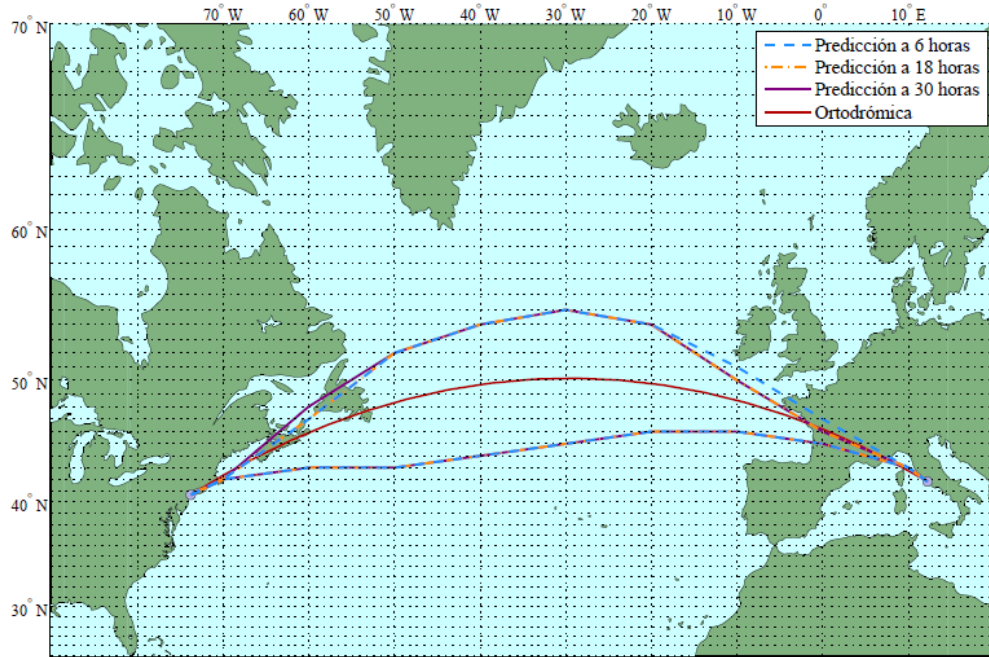 70° W 60° W 50° W 40° W 30° W 20° W 10° W 0° 10° E
70° N
Predicción a 6 horas
Predicción a 18 horas
Predicción a 30 horas
Ortodrómica
60° N
50° N
40° N
30° N